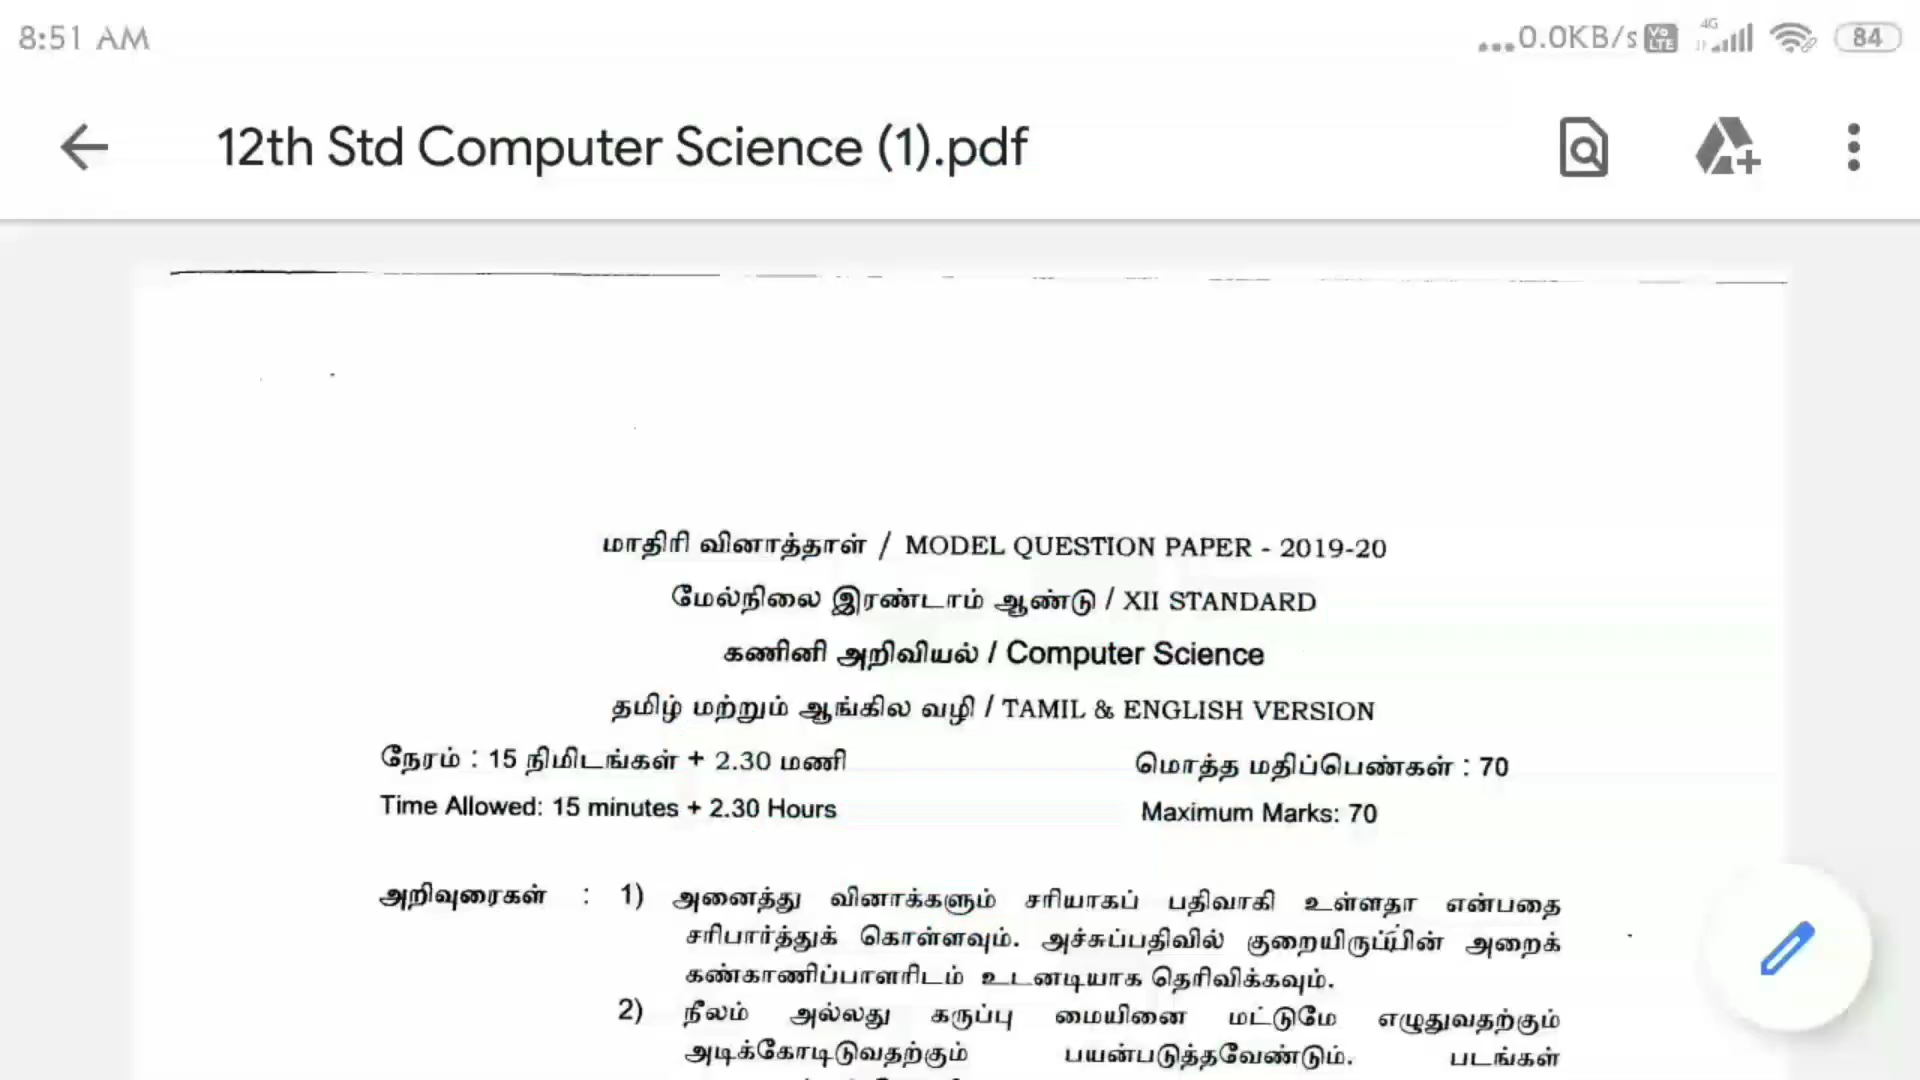 8:51 AM
...0.0KB/s Vo LTE 4G 84
12th Std Computer Science (1).pdf
மாதிரி வினாத்தாள் / MODEL QUESTION PAPER - 2019-20
மேல்நிலை இரண்டாம் ஆண்டு / XII STANDARD
கணினி அறிவியல் / Computer Science
தமிழ் மற்றும் ஆங்கில வழி / TAMIL & ENGLISH VERSION
நேரம் : 15 நிமிடங்கள் + 2.30 மணி மொத்த மதிப்பெண்கள் : 70
Time Allowed: 15 minutes + 2.30 Hours Maximum Marks: 70
அறிவுரைகள் : 1) அனைத்து வினாக்களும் சரியாகப் பதிவாகி உள்ளதா என்பதை
சரிபார்த்துக் கொள்ளவும். அச்சுப்பதிவில் குறையிருப்பின் அறைக்
கண்காணிப்பாளரிடம் உடனடியாக தெரிவிக்கவும்.
2) நீலம் அல்லது கருப்பு மையினை மட்டுமே எழுதுவதற்கும்
அடிக்கோடிடுவதற்கும் பயன்படுத்தவேண்டும். படங்கள்